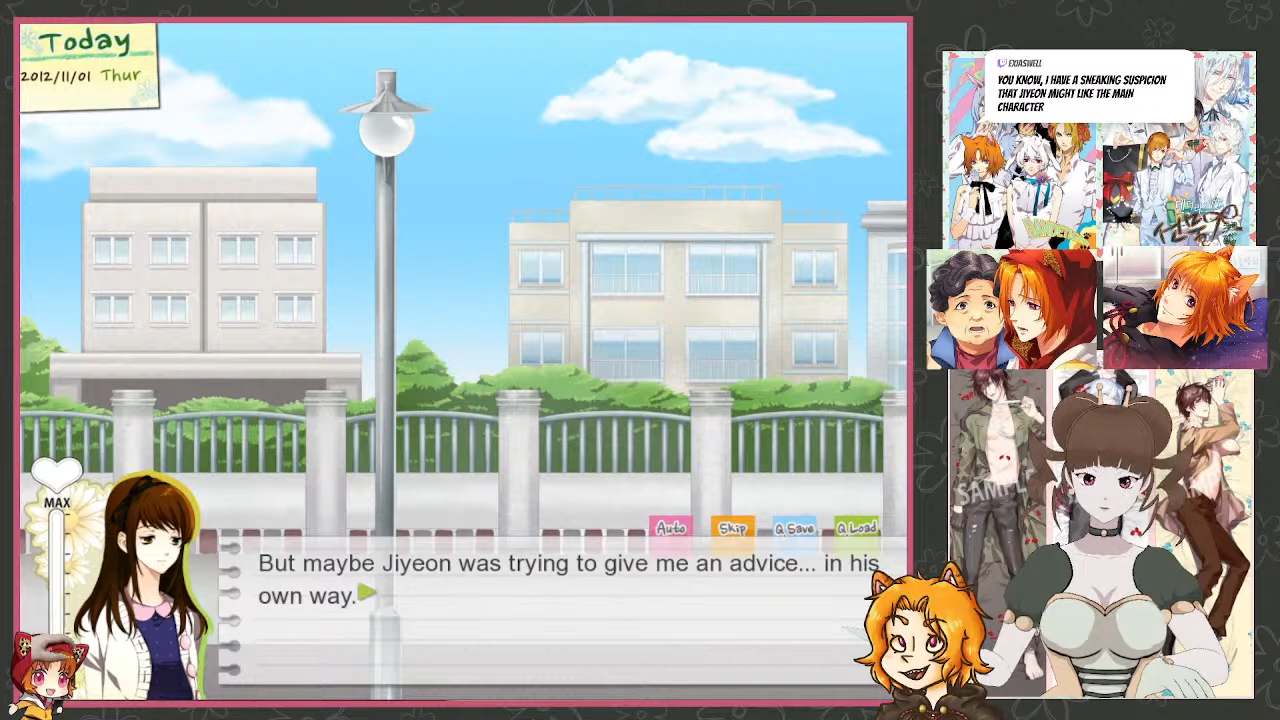 Today
2012/11/01 Thur
EXIASWELL
YOU KNOW, I HAVE A SNEAKING SUSPICION
THAT JIYEON MIGHT LIKE THE MAIN
CHARACTER
SAMPLE
MAX
Auto
Skip
Q.Save
Q.Load
But maybe Jiyeon was trying to give me an advice... in his
own way.